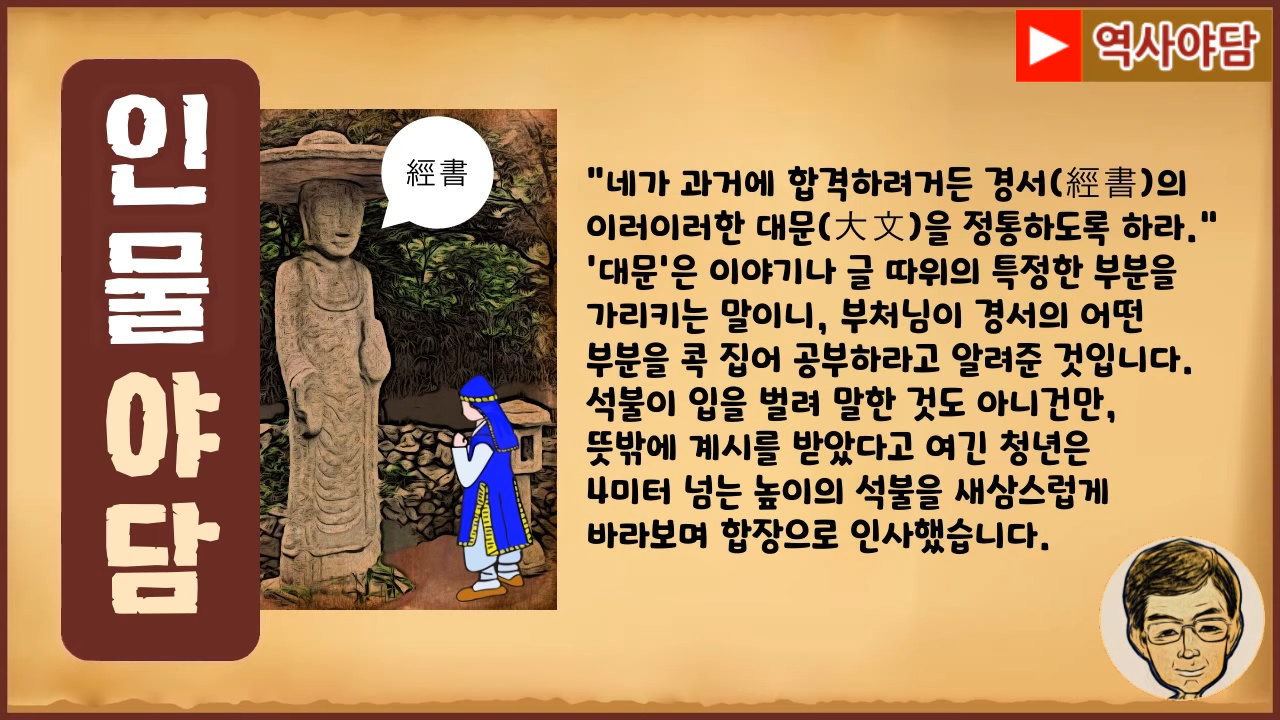 역사야담
인물야담
經書
"네가 과거에 합격하려거든 경서(經書)의
이러이러한 대문(大文)을 정통하도록 하라."
'대문'은 이야기나 글 따위의 특정한 부분을
가리키는 말이니, 부처님이 경서의 어떤
부분을 콕 집어 공부하라고 알려준 것입니다.
석불이 입을 벌려 말한 것도 아니건만,
뜻밖에 계시를 받았다고 여긴 청년은
4미터 넘는 높이의 석불을 새삼스럽게
바라보며 합장으로 인사했습니다.